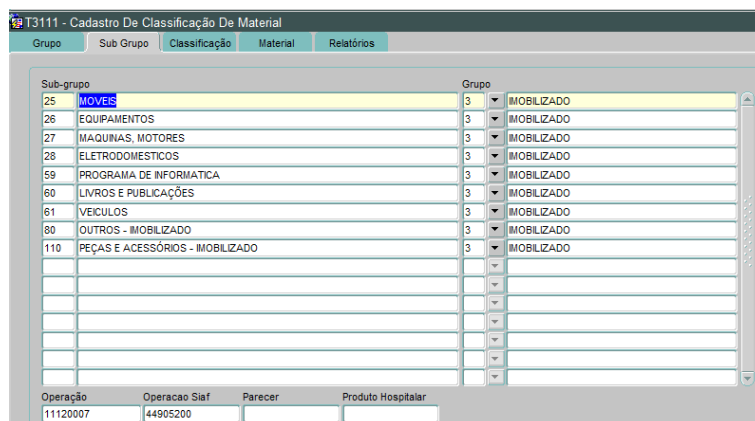 T3111 - Cadastro De Classificação De Material
Grupo Sub Grupo Classificação Material Relatórios
Sub-grupo Grupo
25 MOVEIS 3 IMOBILIZADO
26 EQUIPAMENTOS 3 IMOBILIZADO
27 MAQUINAS, MOTORES 3 IMOBILIZADO
28 ELETRODOMESTICOS 3 IMOBILIZADO
59 PROGRAMA DE INFORMATICA 3 IMOBILIZADO
60 LIVROS E PUBLICAÇÕES 3 IMOBILIZADO
61 VEICULOS 3 IMOBILIZADO
80 OUTROS - IMOBILIZADO 3 IMOBILIZADO
110 PEÇAS E ACESSÓRIOS - IMOBILIZADO 3 IMOBILIZADO
Operação Operacao Siaf Parecer Produto Hospitalar
11120007 44905200